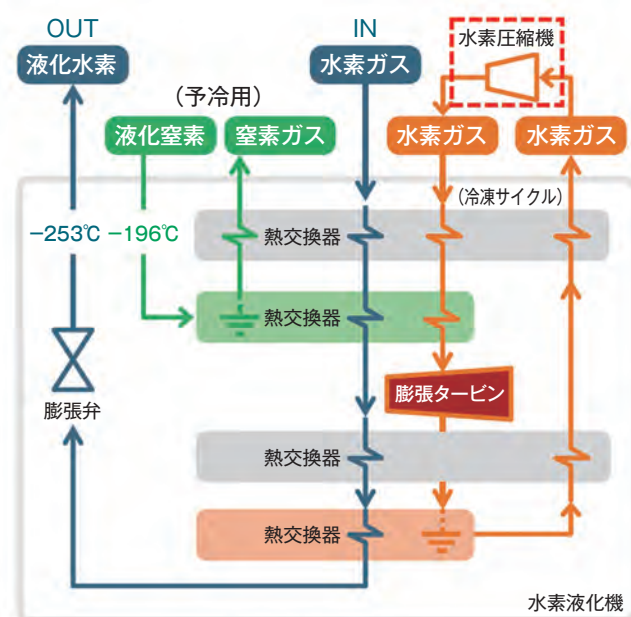 OUT
IN
液化水素
水素ガス
水素圧縮機
（予冷用）
液化窒素
窒素ガス
水素ガス
水素ガス
（冷凍サイクル）
−253℃
−196℃
熱交換器
熱交換器
膨張タービン
膨張弁
熱交換器
熱交換器
水素液化機